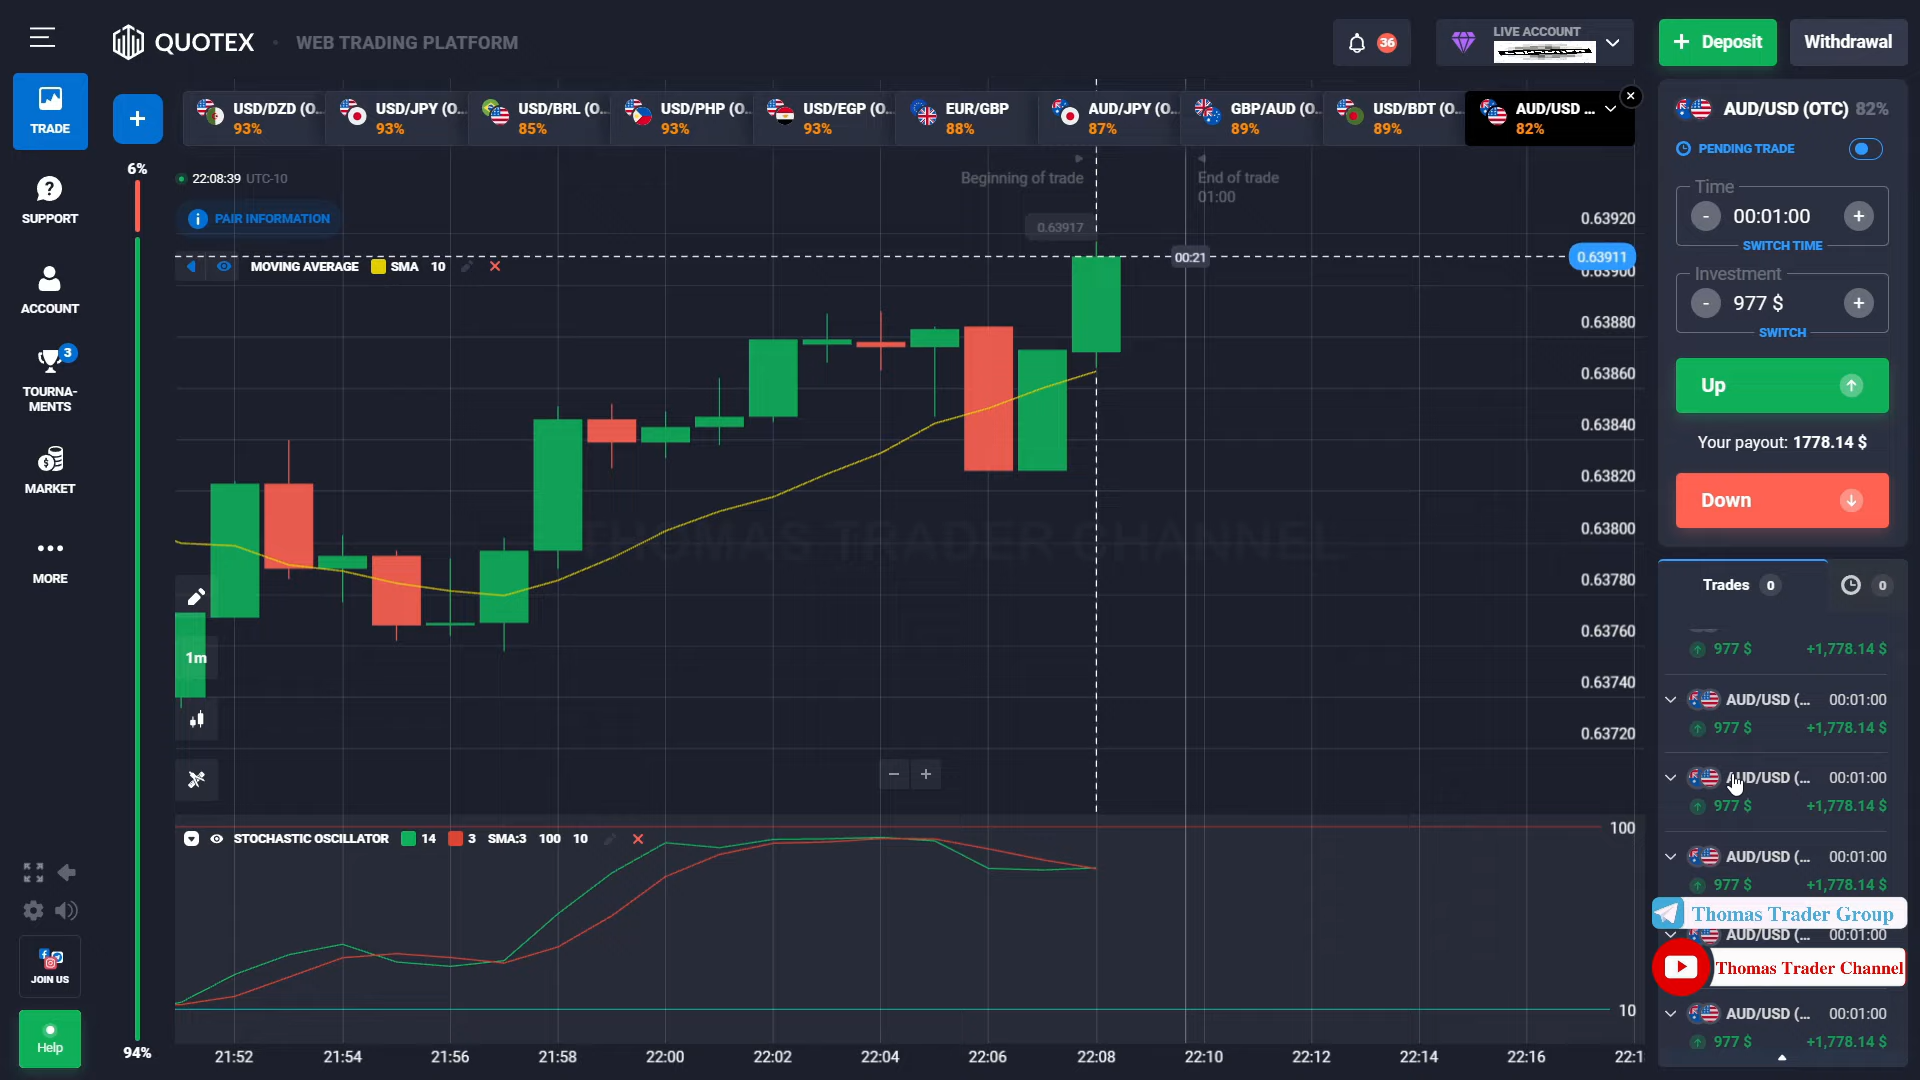 QUOTEX
WEB TRADING PLATFORM
36
LIVE ACCOUNT
+ Deposit
Withdrawal
TRADE
+
USD/DZD (O...
93%
USD/JPY (O...
93%
USD/BRL (O...
85%
USD/PHP (O...
93%
USD/EGP (O...
93%
EUR/GBP
88%
AUD/JPY (O...
87%
GBP/AUD (O...
89%
USD/BDT (O...
89%
AUD/USD ...
82%
AUD/USD (OTC) 82%
PENDING TRADE
6%
22:08:39 UTC-10
Beginning of trade
End of trade
01:00
PAIR INFORMATION
SUPPORT
ACCOUNT
3
TOURNA-
MENTS
MARKET
MORE
MOVING AVERAGE SMA 10
0.63917
00:21
0.63911
0.63920
0.63900
0.63880
0.63860
0.63840
0.63820
0.63800
0.63780
0.63760
0.63740
0.63720
Time
- 00:01:00 +
SWITCH TIME
Investment
- 977 $ +
SWITCH
Up
Your payout: 1778.14 $
Down
THOMAS TRADER CHANNEL
1m
Trades 0
0
977 $ +1,778.14 $
AUD/USD (... 00:01:00
977 $ +1,778.14 $
AUD/USD (... 00:01:00
977 $ +1,778.14 $
AUD/USD (... 00:01:00
977 $ +1,778.14 $
Thomas Trader Group
AUD/USD (... 00:01:00
Thomas Trader Channel
AUD/USD (... 00:01:00
977 $ +1,778.14 $
STOCHASTIC OSCILLATOR 14 3 SMA:3 100 10
100
10
JOIN US
Help
94%
21:52
21:54
21:56
21:58
22:00
22:02
22:04
22:06
22:08
22:10
22:12
22:14
22:16
22:1